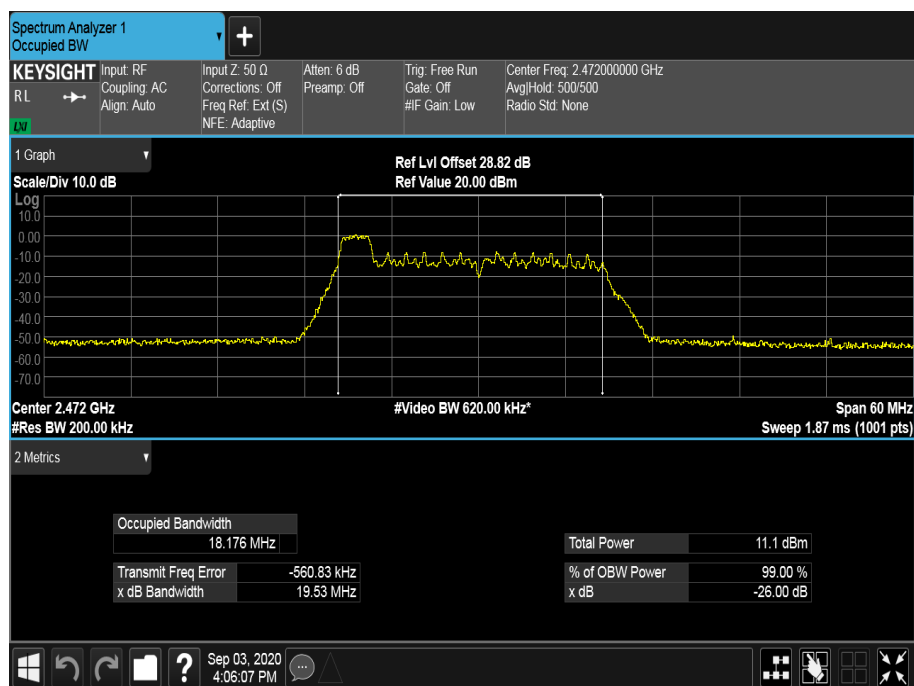 Spectrum Analyzer 1
Occupied BW
+
KEYSIGHT
RL
LXI
Input: RF
Coupling: AC
Align: Auto
Input Z: 50 Ω
Corrections: Off
Freq Ref: Ext (S)
NFE: Adaptive
Atten: 6 dB
Preamp: Off
Trig: Free Run
Gate: Off
#IF Gain: Low
Center Freq: 2.472000000 GHz
Avg|Hold: 500/500
Radio Std: None
1 Graph
Scale/Div 10.0 dB
Ref Lvl Offset 28.82 dB
Ref Value 20.00 dBm
Log
10.0
0.00
-10.0
-20.0
-30.0
-40.0
-50.0
-60.0
-70.0
Center 2.472 GHz
#Video BW 620.00 kHz*
Span 60 MHz
#Res BW 200.00 kHz
Sweep 1.87 ms (1001 pts)
2 Metrics
Occupied Bandwidth
18.176 MHz
Total Power 11.1 dBm
Transmit Freq Error -560.83 kHz
% of OBW Power 99.00 %
x dB Bandwidth 19.53 MHz
x dB -26.00 dB
?
Sep 03, 2020
4:06:07 PM